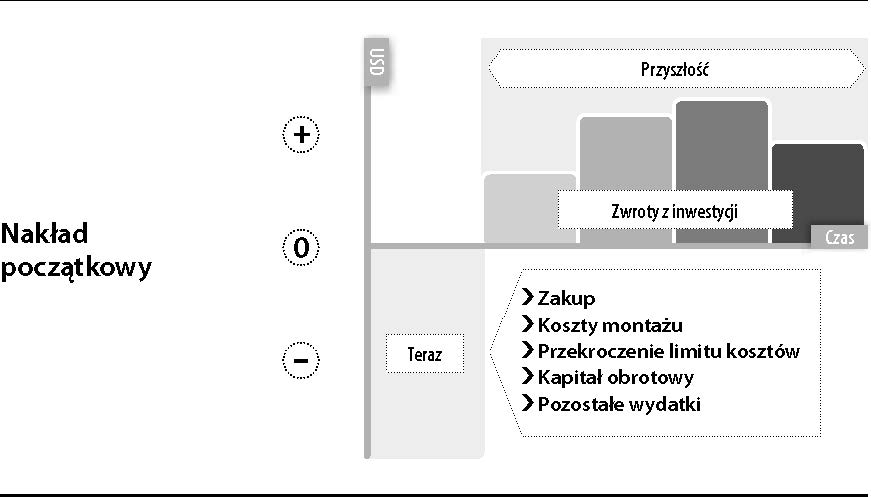 USD
Przyszłość
+
Zwroty z inwestycji
Nakład
początkowy
0
Czas
Teraz
–
❯ Zakup
❯ Koszty montażu
❯ Przekroczenie limitu kosztów
❯ Kapitał obrotowy
❯ Pozostałe wydatki